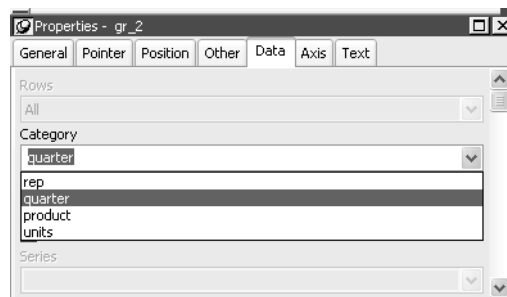 Properties - gr_2
General Pointer Position Other Data Axis Text
Rows
All
Category
quarter
rep
quarter
product
units
Series